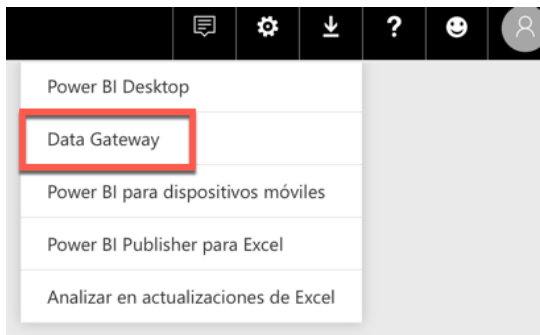 ?
Power BI Desktop
Data Gateway
Power BI para dispositivos móviles
Power BI Publisher para Excel
Analizar en actualizaciones de Excel